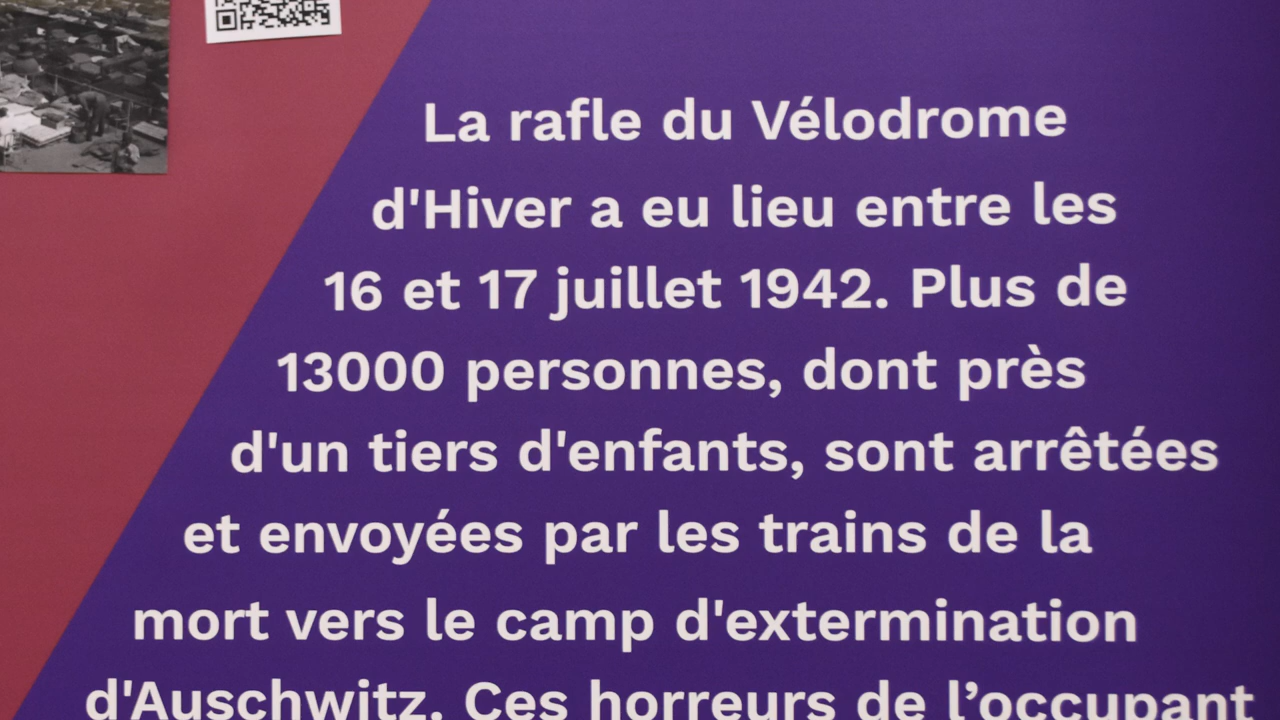 La rafle du Vélodrome
d'Hiver a eu lieu entre les
16 et 17 juillet 1942. Plus de
13000 personnes, dont près
d'un tiers d'enfants, sont arrêtées
et envoyées par les trains de la
mort vers le camp d'extermination
d'Auschwitz. Ces horreurs de l’occupant